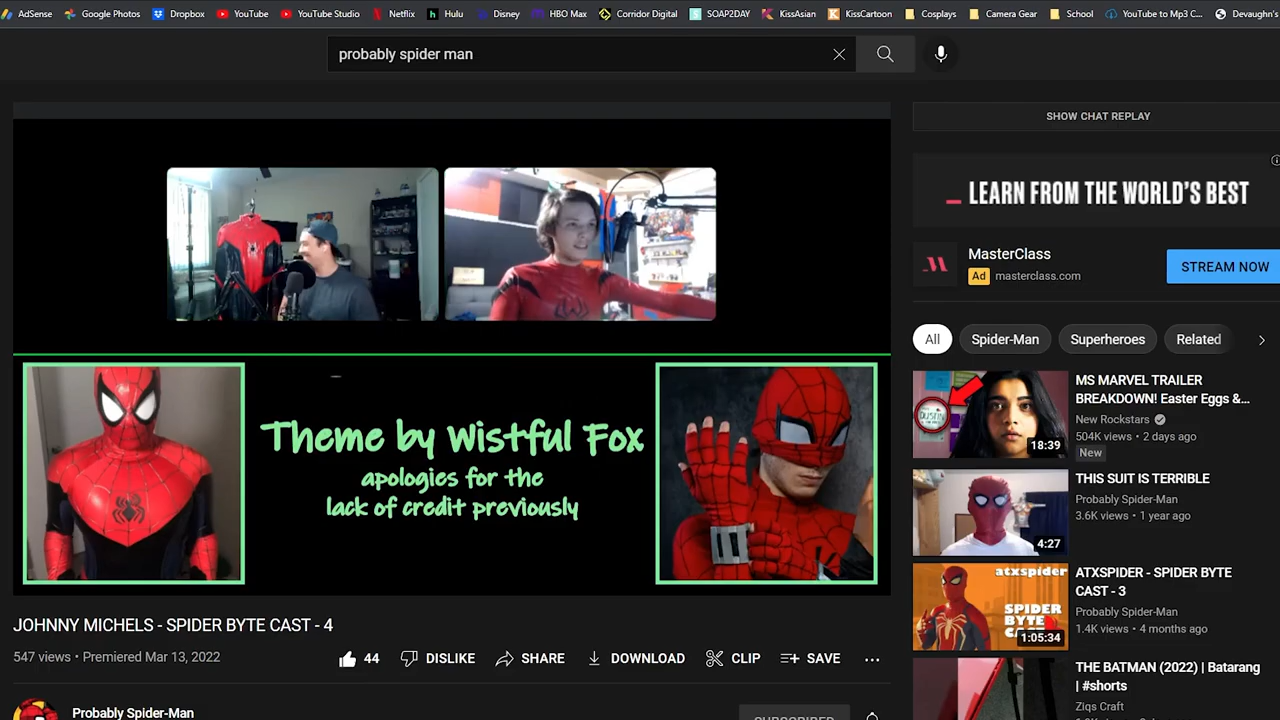 AdSense Google Photos Dropbox YouTube YouTube Studio Netflix Hulu Disney HBO Max Corridor Digital SOAP2DAY KissAsian KissCartoon Cosplays Camera Gear School YouTube to Mp3 C... Devaughn's
probably spider man
SHOW CHAT REPLAY
LEARN FROM THE WORLD'S BEST
MasterClass
Ad masterclass.com
STREAM NOW
All Spider-Man Superheroes Related
Theme by Wistful Fox
apologies for the
lack of credit previously
JOHNNY MICHELS - SPIDER BYTE CAST - 4
547 views • Premiered Mar 13, 2022
44 DISLIKE SHARE DOWNLOAD CLIP SAVE ...
Probably Spider-Man
SUBSCRIBED
DUSTIN
18:39
MS MARVEL TRAILER
BREAKDOWN! Easter Eggs &...
New Rockstars
504K views • 2 days ago
New
4:27
THIS SUIT IS TERRIBLE
Probably Spider-Man
3.6K views • 1 year ago
atxspider
SPIDER
BYTE
1:05:34
ATXSPIDER - SPIDER BYTE
CAST - 3
Probably Spider-Man
1.4K views • 4 months ago
THE BATMAN (2022) | Batarang
| #shorts
Ziqs Craft